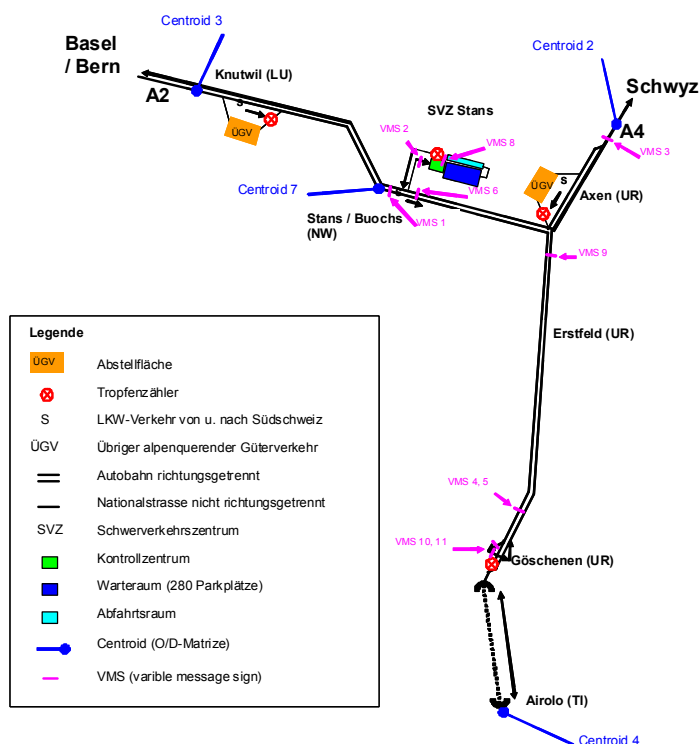 Centroid 3
Basel
/ Bern
Knutwil (LU)
A2
S
ÜGV
Centroid 2
Schwyz
A4
SVZ Stans
VMS 2
VMS 8
VMS 3
ÜGV
S
Axen (UR)
Centroid 7
VMS 6
VMS 1
Stans / Buochs
(NW)
VMS 9
Erstfeld (UR)
Legende
ÜGV Abstellfläche
Tropfenzähler
S LKW-Verkehr von u. nach Südschweiz
ÜGV Übriger alpenquerender Güterverkehr
Autobahn richtungsgetrennt
Nationalstrasse nicht richtungsgetrennt
SVZ Schwerverkehrszentrum
Kontrollzentrum
Warteraum (280 Parkplätze)
Abfahrtsraum
Centroid (O/D-Matrize)
VMS (varible message sign)
VMS 4, 5
VMS 10, 11
Göschenen (UR)
Airolo (TI)
Centroid 4